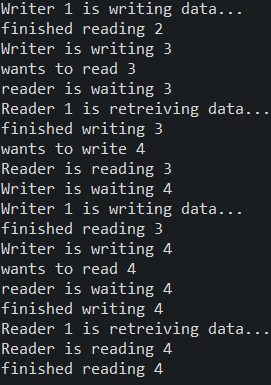 Writer 1 is writing data...
finished reading 2
Writer is writing 3
wants to read 3
reader is waiting 3
Reader 1 is retreiving data...
finished writing 3
wants to write 4
Reader is reading 3
Writer is waiting 4
Writer 1 is writing data...
finished reading 3
Writer is writing 4
wants to read 4
reader is waiting 4
finished writing 4
Reader 1 is retreiving data...
Reader is reading 4
finished reading 4